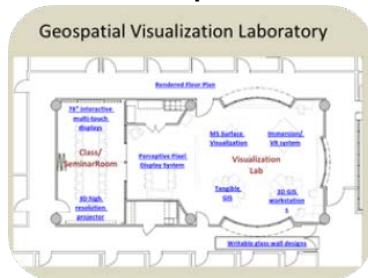 Geospatial Visualization Laboratory
Rendered Floor Plan
78" interactive
multi-touch
displays
Class/
SeminarRoom
3D high
resolution
projector
Perceptive Pixel
Display System
MS Surface
Visualization
Immersion/
VR system
Visualization
Lab
Tangible
GIS
3D GIS
workstation
s
Writable glass wall designs